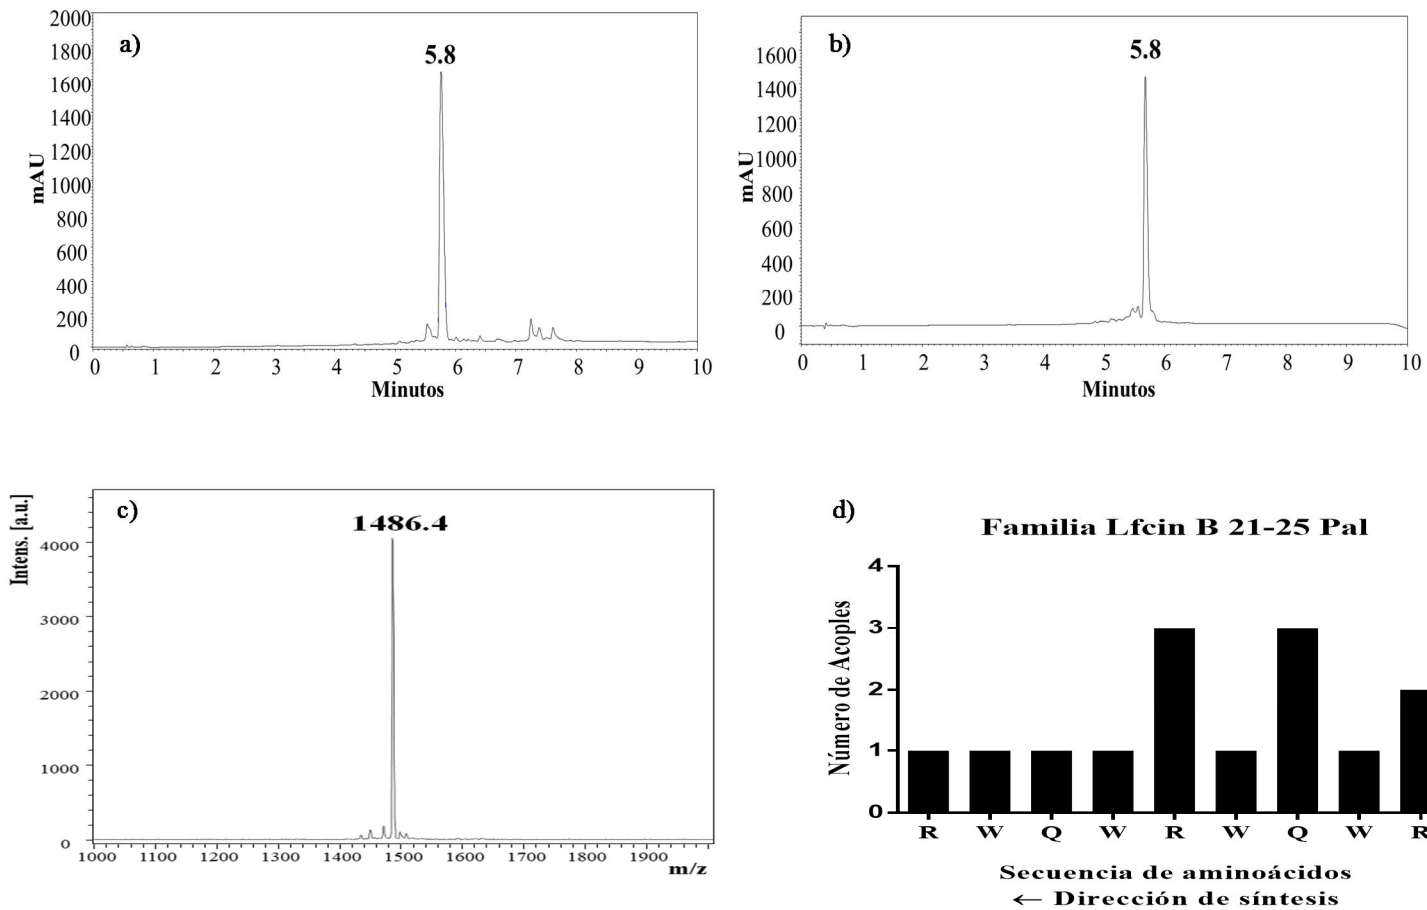 a)
5.8
mAU
2000
1800
1600
1400
1200
1000
800
600
400
200
0
0 1 2 3 4 5 6 7 8 9 10
Minutos
b)
5.8
mAU
1600
1400
1200
1000
800
600
400
200
0
0 1 2 3 4 5 6 7 8 9 10
Minutos
c)
1486.4
Intens. [a.u.]
4000
3000
2000
1000
0
1000 1100 1200 1300 1400 1500 1600 1700 1800 1900
m/z
d)
Familia Lfcin B 21-25 Pal
Número de Acoples
4
3
2
1
0
R W Q W R W Q W R
Secuencia de aminoácidos
← Dirección de síntesis